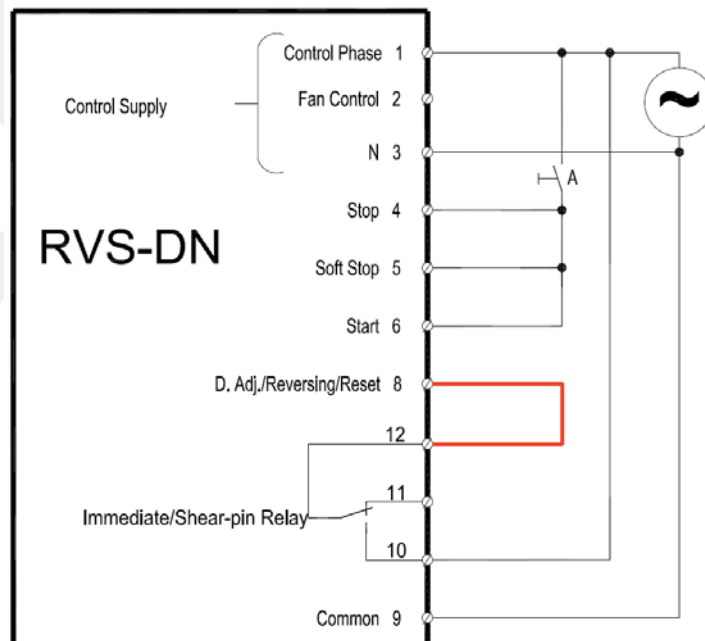 Control Phase 1
Fan Control 2
Control Supply
N 3
A
Stop 4
RVS-DN
Soft Stop 5
Start 6
D. Adj./Reversing/Reset 8
12
11
Immediate/Shear-pin Relay
10
Common 9